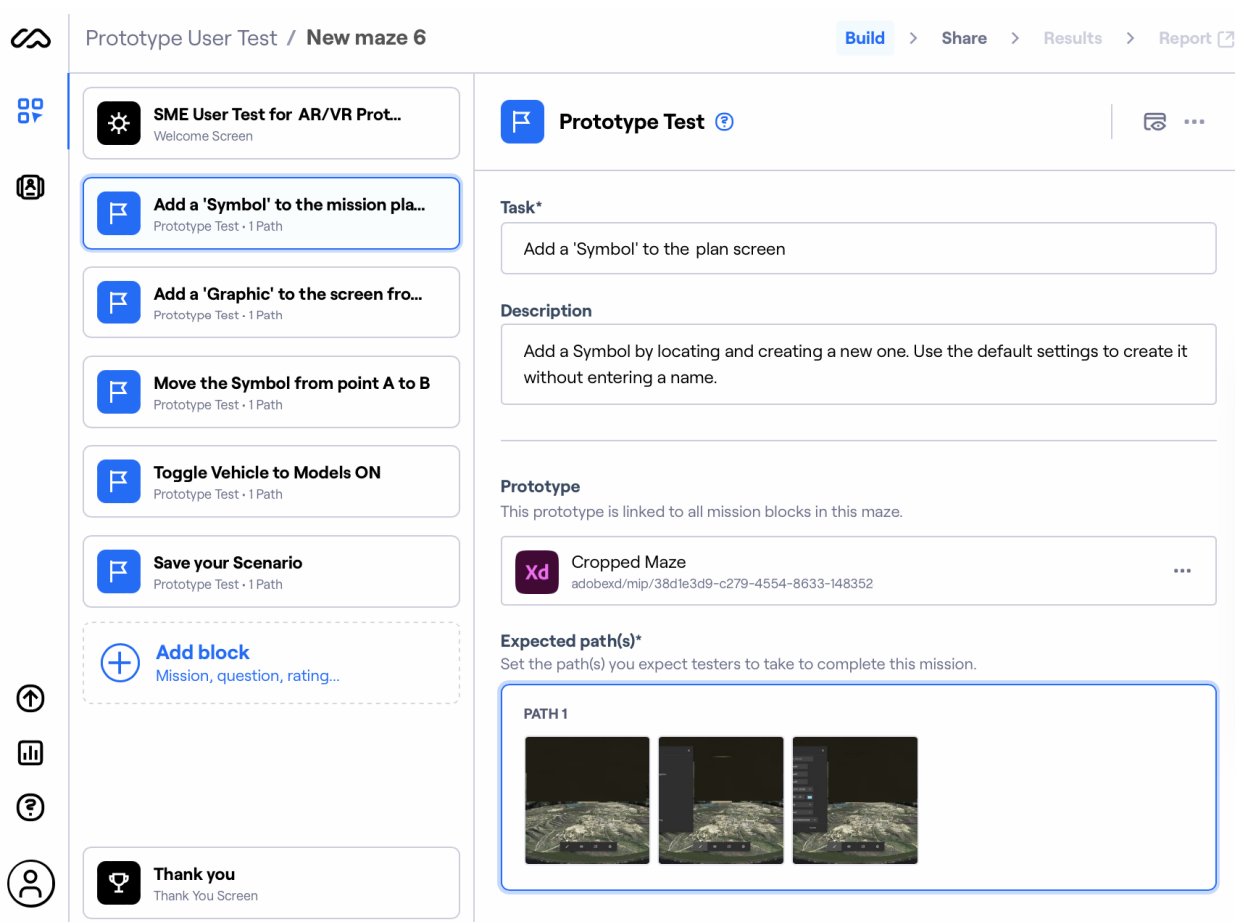 Prototype User Test / New maze 6
Build > Share > Results > Report
SME User Test for AR/VR Prot...
Welcome Screen
Add a 'Symbol' to the mission pla...
Prototype Test • 1 Path
Add a 'Graphic' to the screen fro...
Prototype Test • 1 Path
Move the Symbol from point A to B
Prototype Test • 1 Path
Toggle Vehicle to Models ON
Prototype Test • 1 Path
Save your Scenario
Prototype Test • 1 Path
Add block
Mission, question, rating...
Thank you
Thank You Screen
Prototype Test
Task*
Add a 'Symbol' to the plan screen
Description
Add a Symbol by locating and creating a new one. Use the default settings to create it
without entering a name.
Prototype
This prototype is linked to all mission blocks in this maze.
Xd
Cropped Maze
adobexd/mip/38d1e3d9-c279-4554-8633-148352
Expected path(s)*
Set the path(s) you expect testers to take to complete this mission.
PATH 1